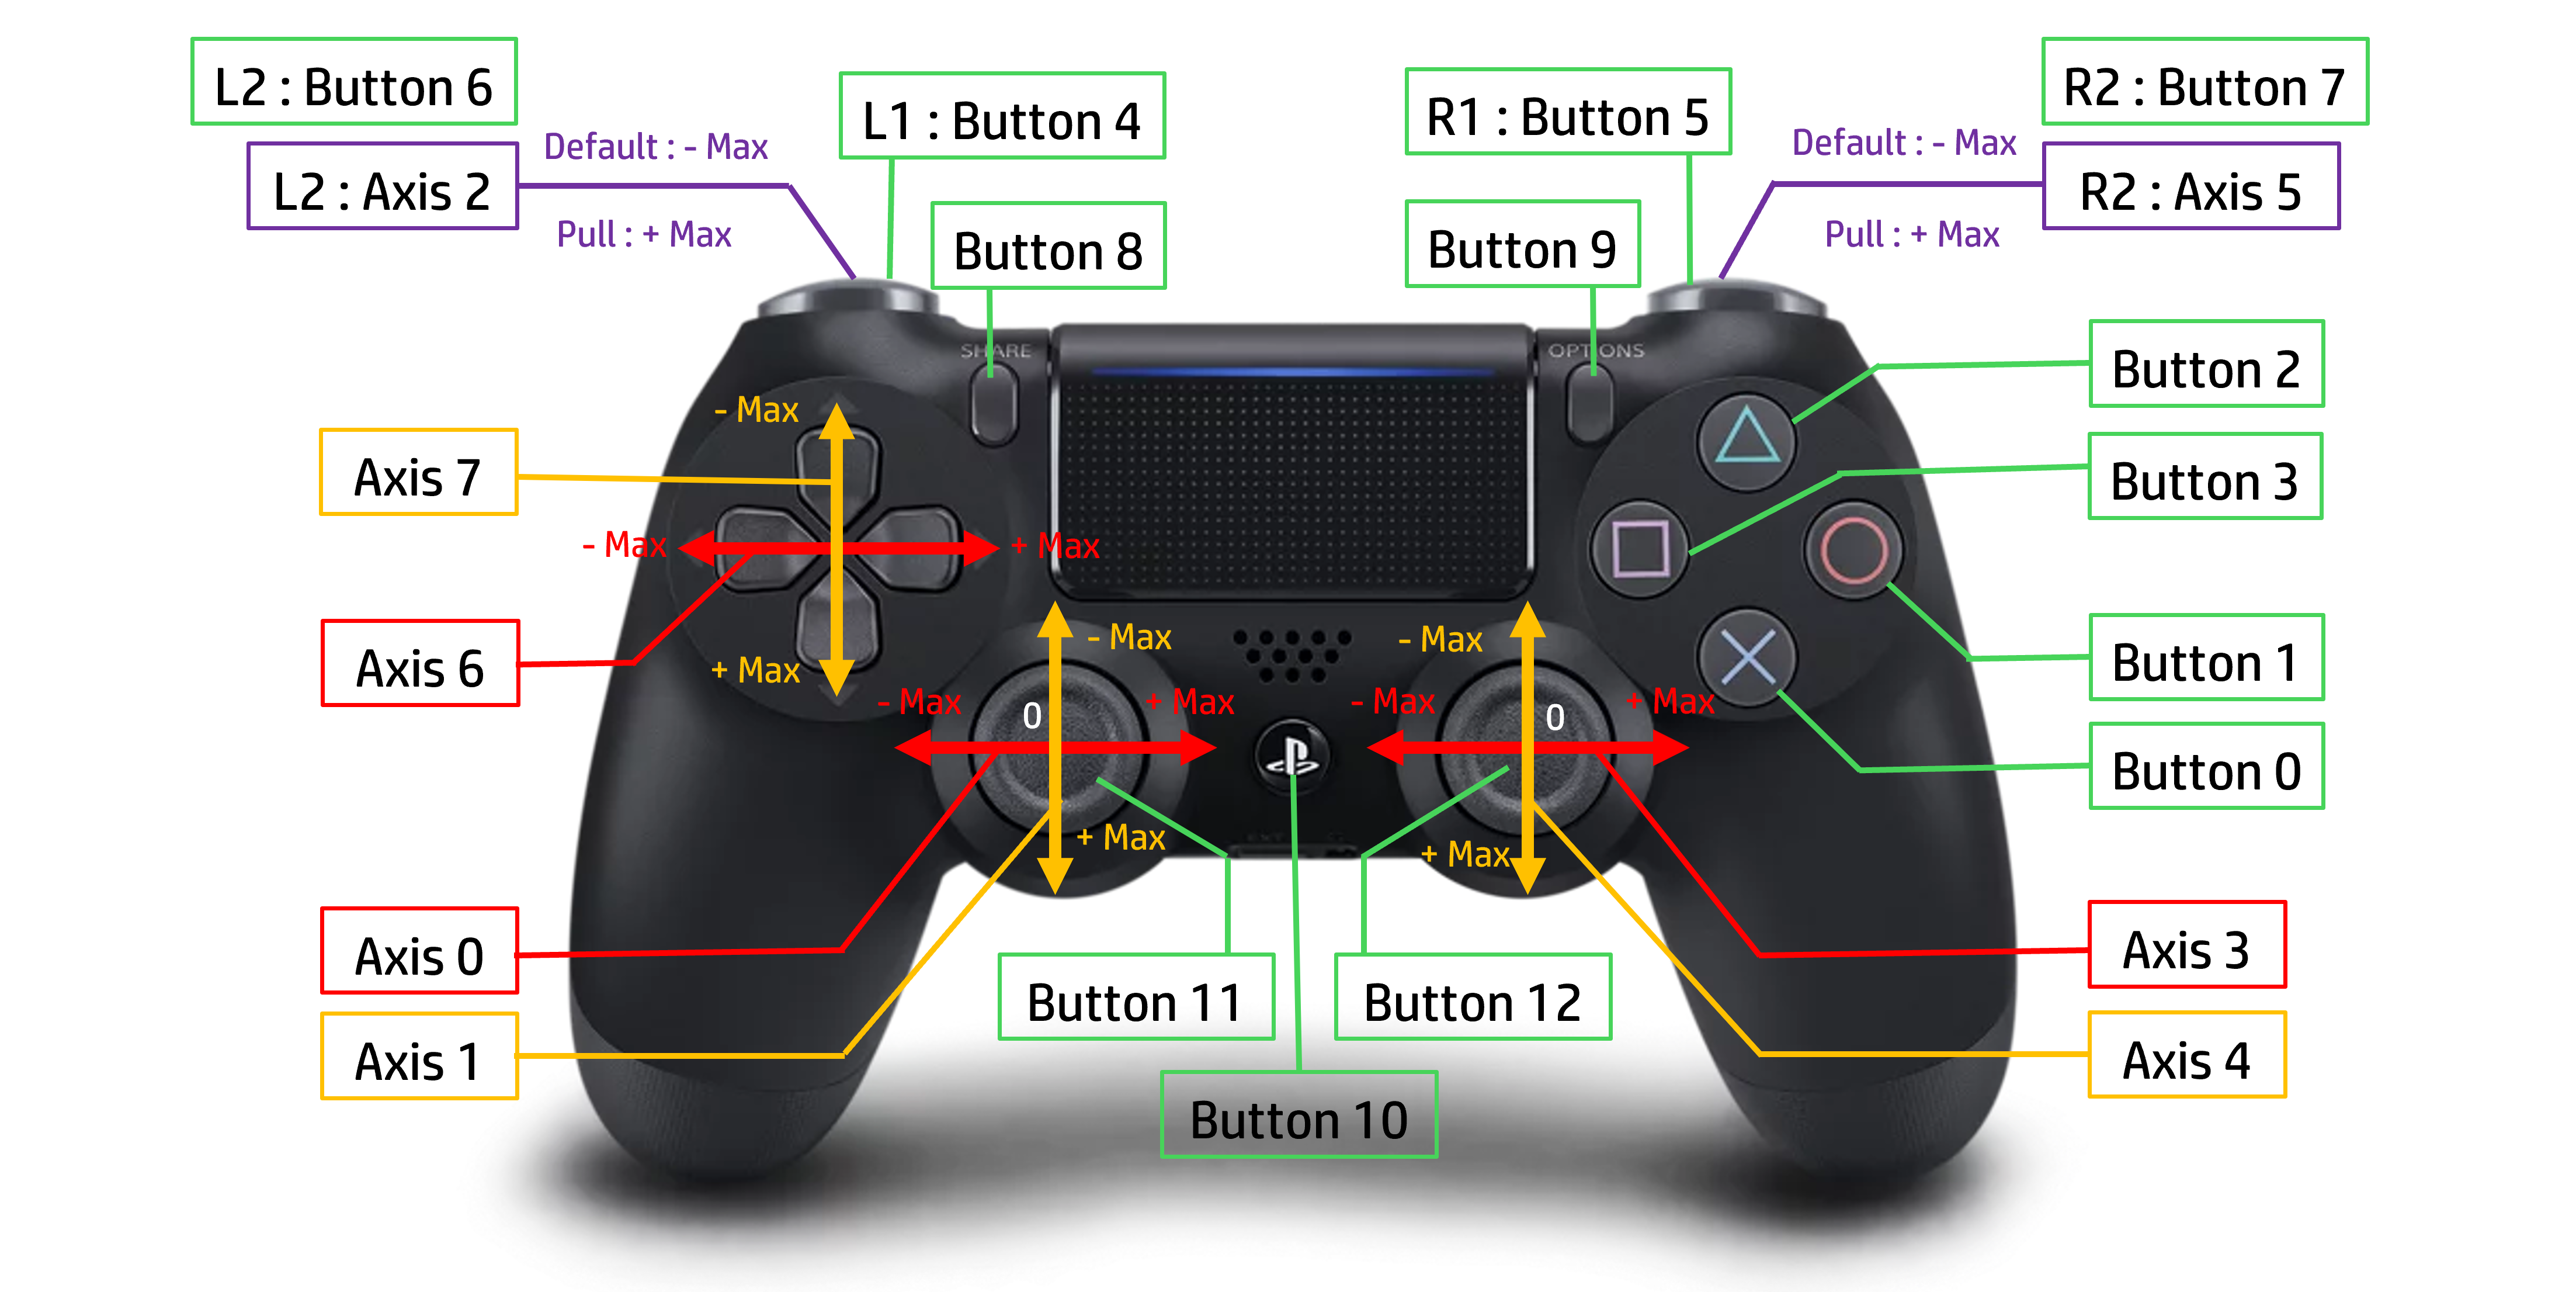 L2 : Button 6
R2 : Button 7
L1 : Button 4
R1 : Button 5
Default : - Max
Default : - Max
L2 : Axis 2
R2 : Axis 5
Pull : + Max
Pull : + Max
Button 8
Button 9
SHARE
OPTIONS
Button 2
- Max
Axis 7
Button 3
- Max
+ Max
- Max
- Max
Axis 6
+ Max
Button 1
- Max
+ Max
- Max
+ Max
0
0
Button 0
+ Max
+ Max
Axis 0
Axis 3
Button 11
Button 12
Axis 1
Axis 4
Button 10